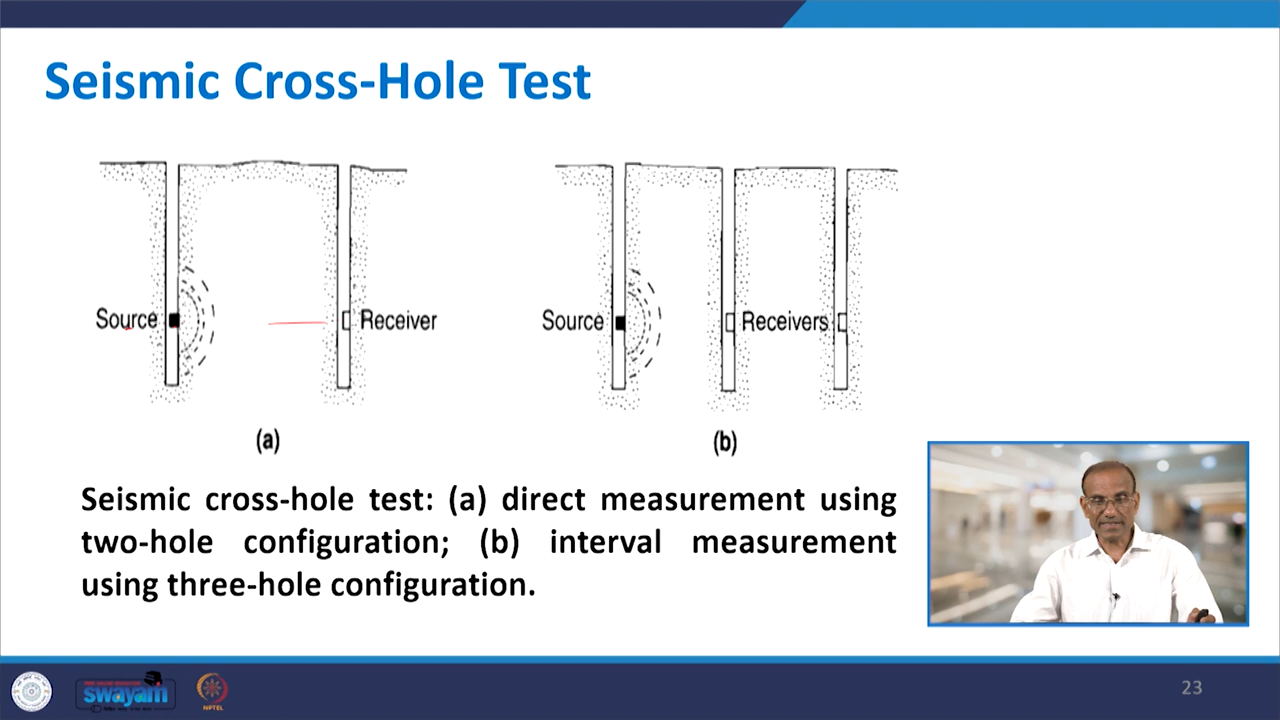 Seismic Cross-Hole Test
Source
Receiver
(a)
Source
Receivers
(b)
Seismic cross-hole test: (a) direct measurement using
two-hole configuration; (b) interval measurement
using three-hole configuration.
swayam
NPTEL
23